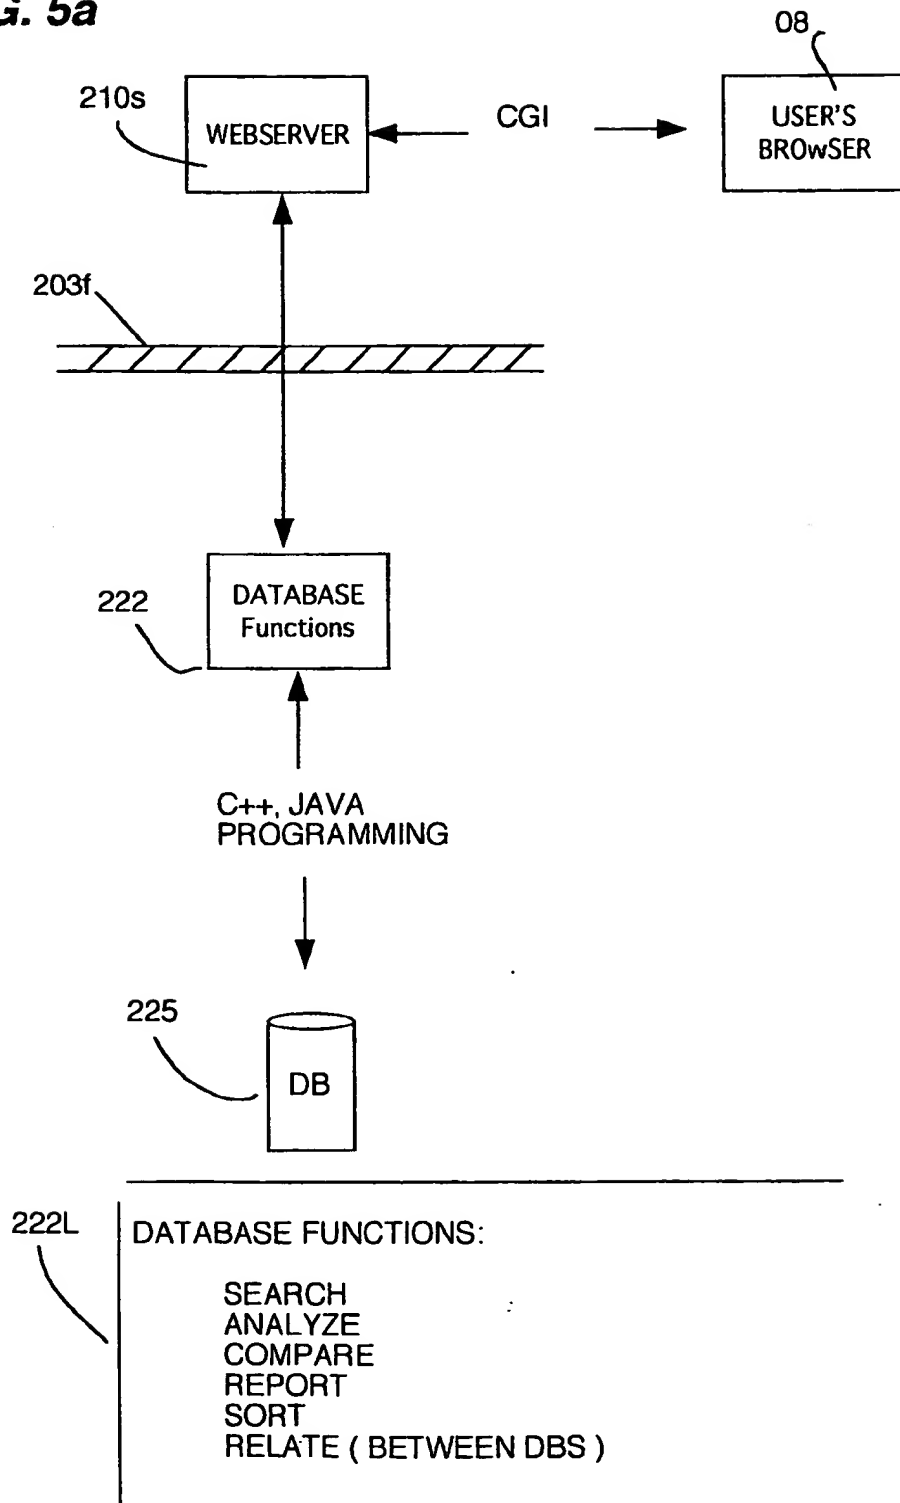 G. 5a
08
210s
WEBSERVER
CGI
USER'S
BROwSER
203f
222
DATABASE
Functions
C++, JAVA
PROGRAMMING
225
DB
222L
DATABASE FUNCTIONS:
SEARCH
ANALYZE
COMPARE
REPORT
SORT
RELATE ( BETWEEN DBS )